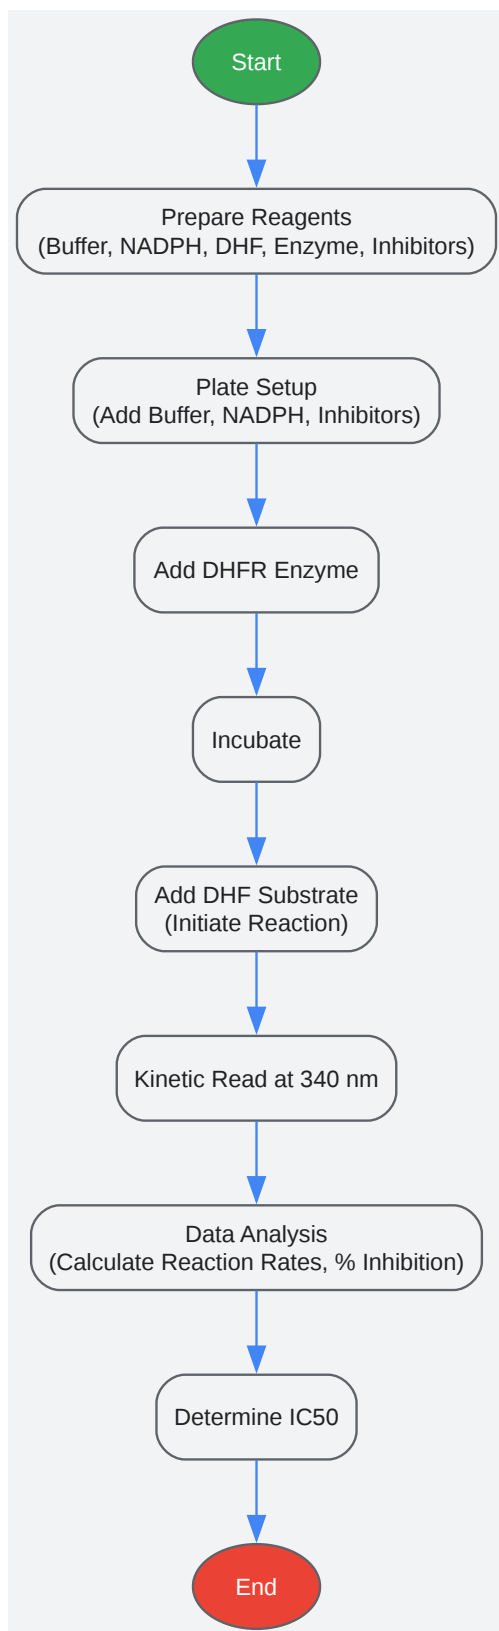 Start
Prepare Reagents
(Buffer, NADPH, DHF, Enzyme, Inhibitors)
Plate Setup
(Add Buffer, NADPH, Inhibitors)
Add DHFR Enzyme
Incubate
Add DHF Substrate
(Initiate Reaction)
Kinetic Read at 340 nm
Data Analysis
(Calculate Reaction Rates, % Inhibition)
Determine IC50
End